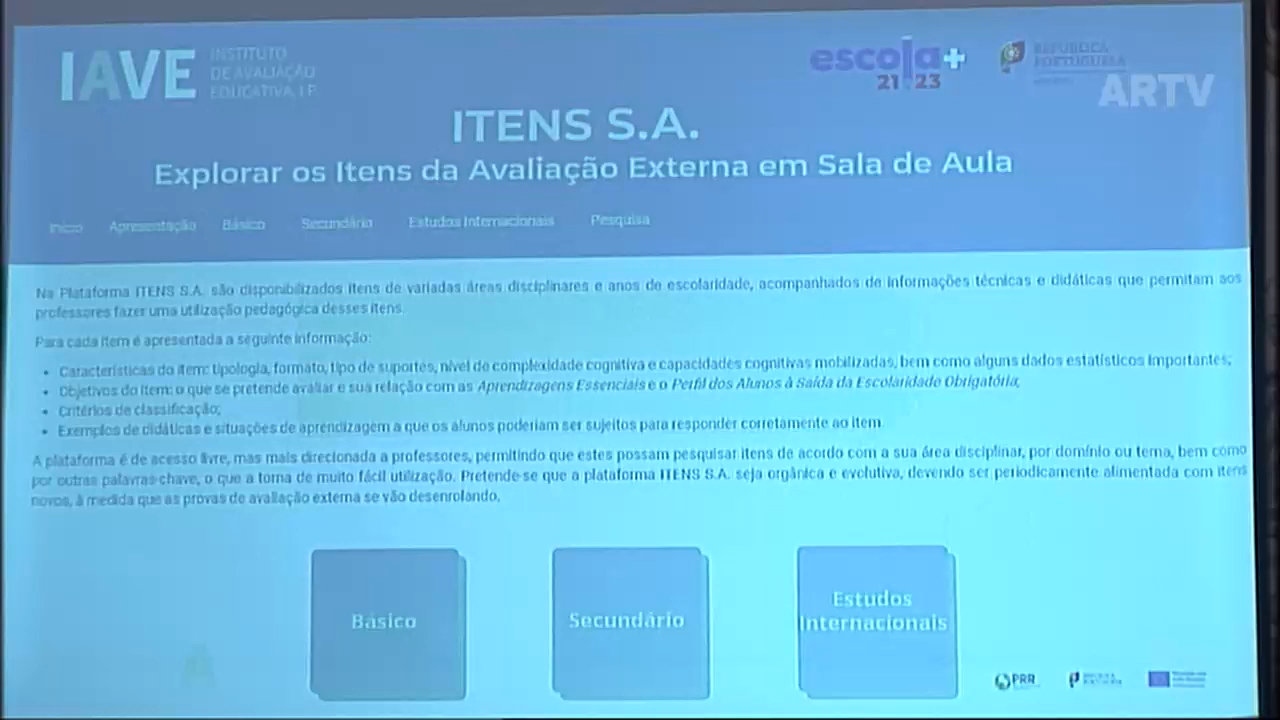 IAVE
INSTITUTO
DE AVALIAÇÃO
EDUCATIVA, I.P.
escola+
21 23
REPÚBLICA
PORTUGUESA
ARTV
ITENS S.A.
Explorar os Itens da Avaliação Externa em Sala de Aula
Início Apresentação Básico Secundário Estudos Internacionais Pesquisa
Na Plataforma ITENS S.A. são disponibilizados itens de variadas áreas disciplinares e anos de escolaridade, acompanhados de informações técnicas e didáticas que permitam aos
professores fazer uma utilização pedagógica desses itens.
Para cada item é apresentada a seguinte informação:
• Características do item: tipologia, formato, tipo de suportes, nível de complexidade cognitiva e capacidades cognitivas mobilizadas, bem como alguns dados estatísticos importantes;
• Objetivos do item: o que se pretende avaliar e sua relação com as Aprendizagens Essenciais e o Perfil dos Alunos à Saída da Escolaridade Obrigatória;
• Critérios de classificação;
• Exemplos de didáticas e situações de aprendizagem a que os alunos poderiam ser sujeitos para responder corretamente ao item.
A plataforma é de acesso livre, mas mais direcionada a professores, permitindo que estes possam pesquisar itens de acordo com a sua área disciplinar, por domínio ou tema, bem como
por outras palavras-chave, o que a torna de muito fácil utilização. Pretende-se que a plataforma ITENS S.A. seja orgânica e evolutiva, devendo ser periodicamente alimentada com itens
novos, à medida que as provas de avaliação externa se vão desenrolando.
Básico
Secundário
Estudos
Internacionais
PRR